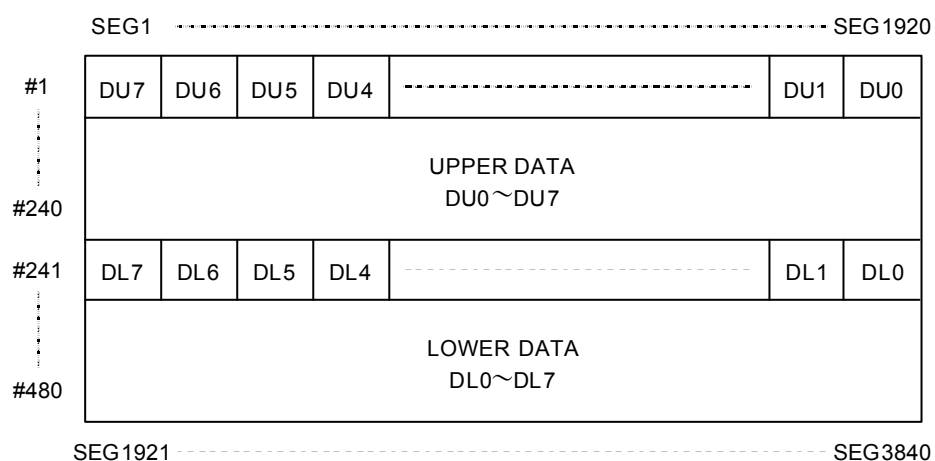 SEG1 SEG1920
#1 DU7 DU6 DU5 DU4 DU1 DU0
UPPER DATA
DU0～DU7
#240
#241 DL7 DL6 DL5 DL4 DL1 DL0
LOWER DATA
DL0～DL7
#480
SEG1921 SEG3840